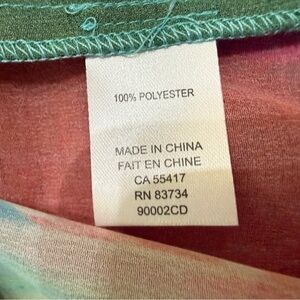 100% POLYESTER
MADE IN CHINA
FAIT EN CHINE
CA 55417
RN 83734
90002CD